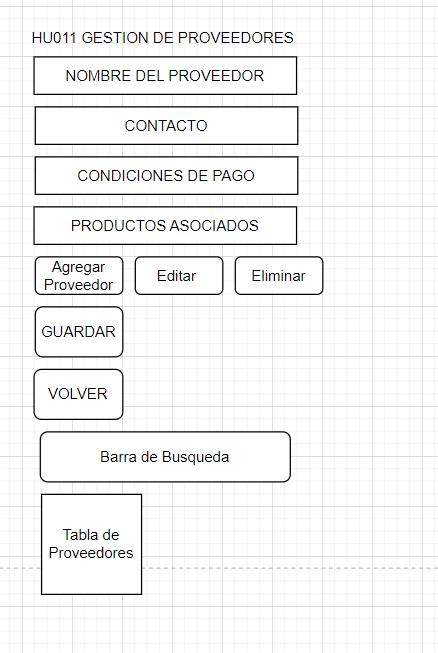 HU011 GESTION DE PROVEEDORES
NOMBRE DEL PROVEEDOR
CONTACTO
CONDICIONES DE PAGO
PRODUCTOS ASOCIADOS
Agregar
Proveedor
Editar
Eliminar
GUARDAR
VOLVER
Barra de Busqueda
Tabla de
Proveedores